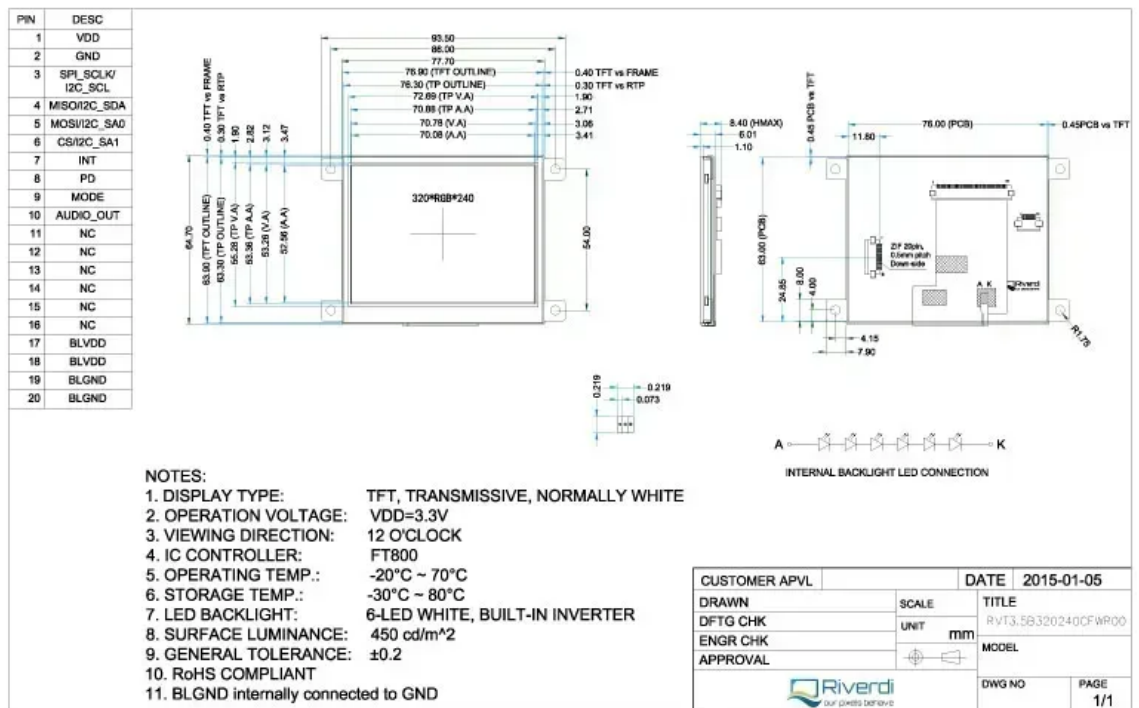 PIN DESC
1 VDD
2 GND
3 SPI_SCLK/
I2C_SCL
4 MISO/I2C_SDA
5 MOSI/I2C_SA0
6 CS/I2C_SA1
7 INT
8 PD
9 MODE
10 AUDIO_OUT
11 NC
12 NC
13 NC
14 NC
15 NC
16 NC
17 BLVDD
18 BLVDD
19 BLGND
20 BLGND
93.50
86.00
77.70
76.90 (TFT OUTLINE)
76.30 (TP OUTLINE)
72.69 (TP V.A)
70.88 (TP A.A)
70.78 (V.A)
70.08 (A.A)
0.40 TFT vs FRAME
0.30 TFT vs RTP
1.90
2.71
3.06
3.41
0.40 TFT vs FRAME
0.30 TFT vs RTP
1.90
2.82
3.12
3.47
64.70
63.90 (TFT OUTLINE)
63.30 (TP OUTLINE)
55.28 (TP V.A)
53.36 (TP A.A)
53.26 (V.A)
52.56 (A.A)
320*RGB*240
54.00
8.40 (HMAX)
6.01
1.10
0.45 PCB vs TFT
76.00 (PCB)
0.45PCB vs TFT
11.60
63.00 (PCB)
24.85
8.00
4.00
ZIF 20pin,
0.5mm pitch
Down-side
A K
Riverdi
4.15
7.90
R1.75
0.219
0.219
0.073
A K
INTERNAL BACKLIGHT LED CONNECTION
NOTES:
1. DISPLAY TYPE: TFT, TRANSMISSIVE, NORMALLY WHITE
2. OPERATION VOLTAGE: VDD=3.3V
3. VIEWING DIRECTION: 12 O'CLOCK
4. IC CONTROLLER: FT800
5. OPERATING TEMP.: -20°C ~ 70°C
6. STORAGE TEMP.: -30°C ~ 80°C
7. LED BACKLIGHT: 6-LED WHITE, BUILT-IN INVERTER
8. SURFACE LUMINANCE: 450 cd/m^2
9. GENERAL TOLERANCE: ±0.2
10. RoHS COMPLIANT
11. BLGND internally connected to GND
CUSTOMER APVL DATE 2015-01-05
DRAWN
DFTG CHK
ENGR CHK
APPROVAL
SCALE
UNIT mm
TITLE
RVT3.5B320240CFWR00
MODEL
DWG NO
PAGE
1/1
Riverdi
our pixels behave